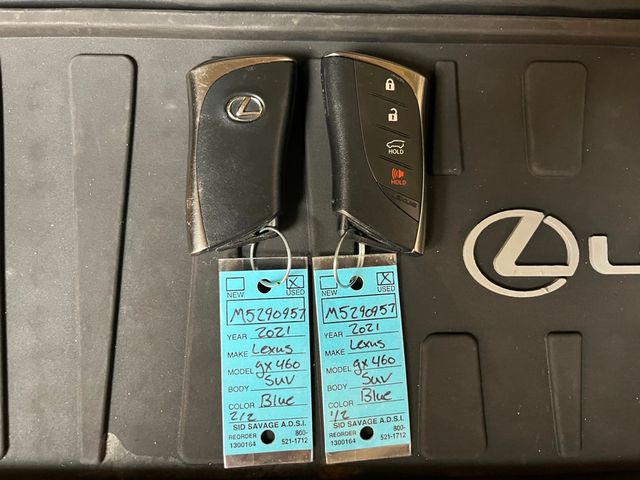 HOLD
HOLD
LEXUS
NEW
X
USED
M5290957
YEAR 2021
MAKE Lexus
MODEL gx 460
BODY Suv
COLOR Blue
2/2
SID SAVAGE A.D.S.I.
REORDER 800-
1300164 521-1712
NEW
X
USED
M5290957
YEAR 2021
MAKE Lexus
MODEL gx 460
BODY Suv
COLOR Blue
1/2
SID SAVAGE A.D.S.I.
REORDER 800-
1300164 521-1712